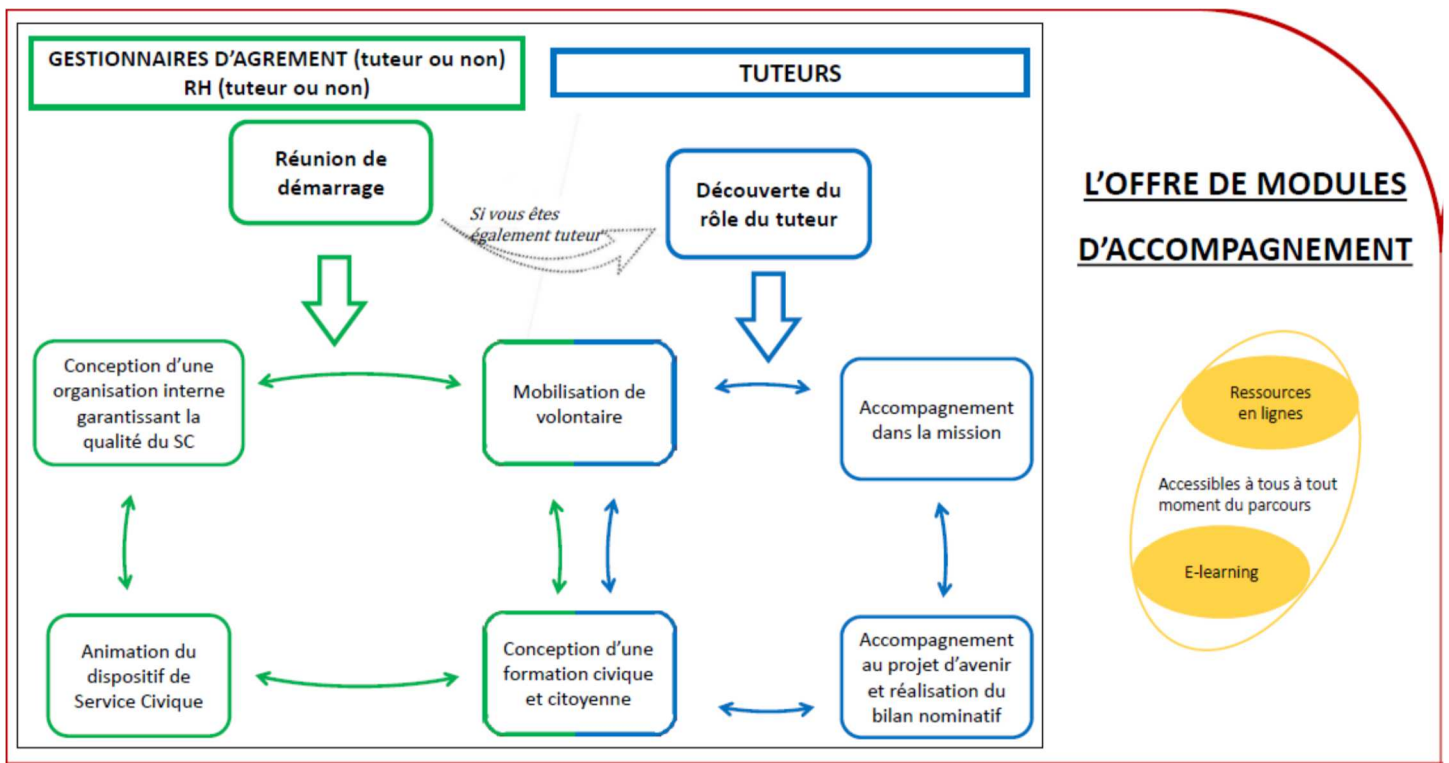 GESTIONNAIRES D'AGREMENT (tuteur ou non)
RH (tuteur ou non)
TUTEURS
Réunion de
démarrage
Si vous êtes
également tuteur
Découverte du
rôle du tuteur
Conception d'une
organisation interne
garantissant la
qualité du SC
Mobilisation de
volontaire
Accompagnement
dans la mission
Animation du
dispositif de
Service Civique
Conception d'une
formation civique
et citoyenne
Accompagnement
au projet d'avenir
et réalisation du
bilan nominatif
L'OFFRE DE MODULES
D'ACCOMPAGNEMENT
Ressources
en lignes
Accessibles à tous à tout
moment du parcours
E-learning